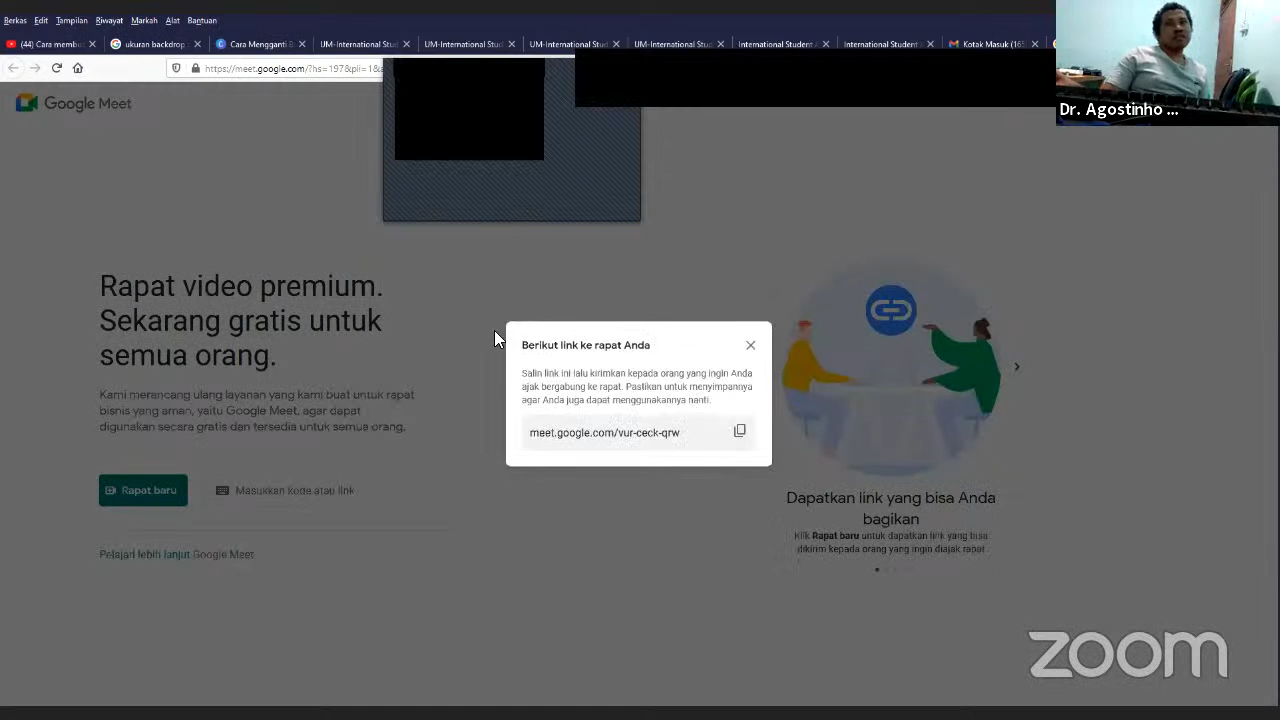 Berkas Edit Tampilan Riwayat Markah Alat Bantuan
(44) Cara membu
ukuran backdrop
Cara Mengganti B
UM-International Stud
UM-International Stud
UM-International Stud
UM-International Stud
International Student
International Student
Kotak Masuk (16
https://meet.google.com/?hs=197&pli=1&a
Google Meet
Dr. Agostinho ...
Rapat video premium.
Sekarang gratis untuk
semua orang.
Kami merancang ulang layanan yang kami buat untuk rapat
bisnis yang aman, yaitu Google Meet, agar dapat
digunakan secara gratis dan tersedia untuk semua orang.
Rapat baru
Masukkan kode atau link
Pelajari lebih lanjut Google Meet
Berikut link ke rapat Anda
Salin link ini lalu kirimkan kepada orang yang ingin Anda
ajak bergabung ke rapat. Pastikan untuk menyimpannya
agar Anda juga dapat menggunakannya nanti.
meet.google.com/vur-ceck-qrw
Dapatkan link yang bisa Anda
bagikan
Klik Rapat baru untuk dapatkan link yang bisa
dikirim kepada orang yang ingin diajak rapat
zoom